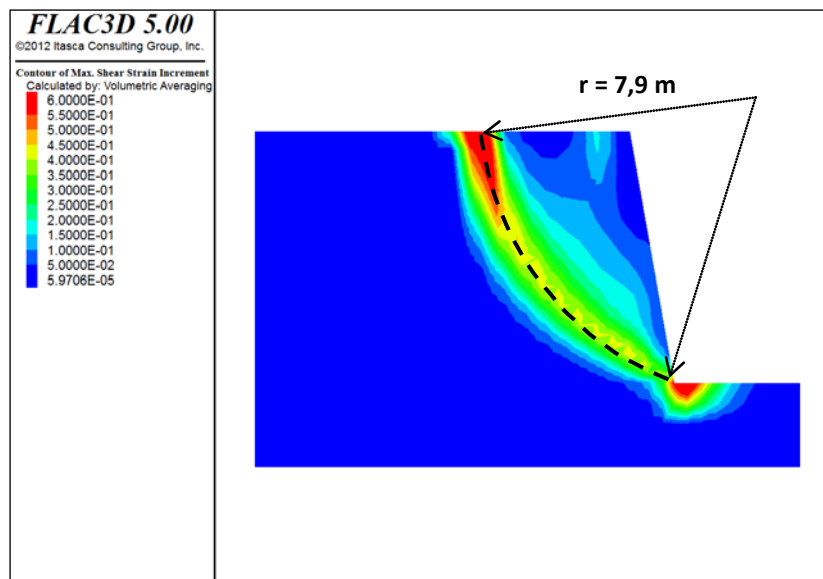 FLAC3D 5.00
©2012 Itasca Consulting Group, Inc.
Contour of Max. Shear Strain Increment
Calculated by: Volumetric Averaging
6.0000E-01
5.5000E-01
5.0000E-01
4.5000E-01
4.0000E-01
3.5000E-01
3.0000E-01
2.5000E-01
2.0000E-01
1.5000E-01
1.0000E-01
5.0000E-02
5.9706E-05
r = 7,9 m